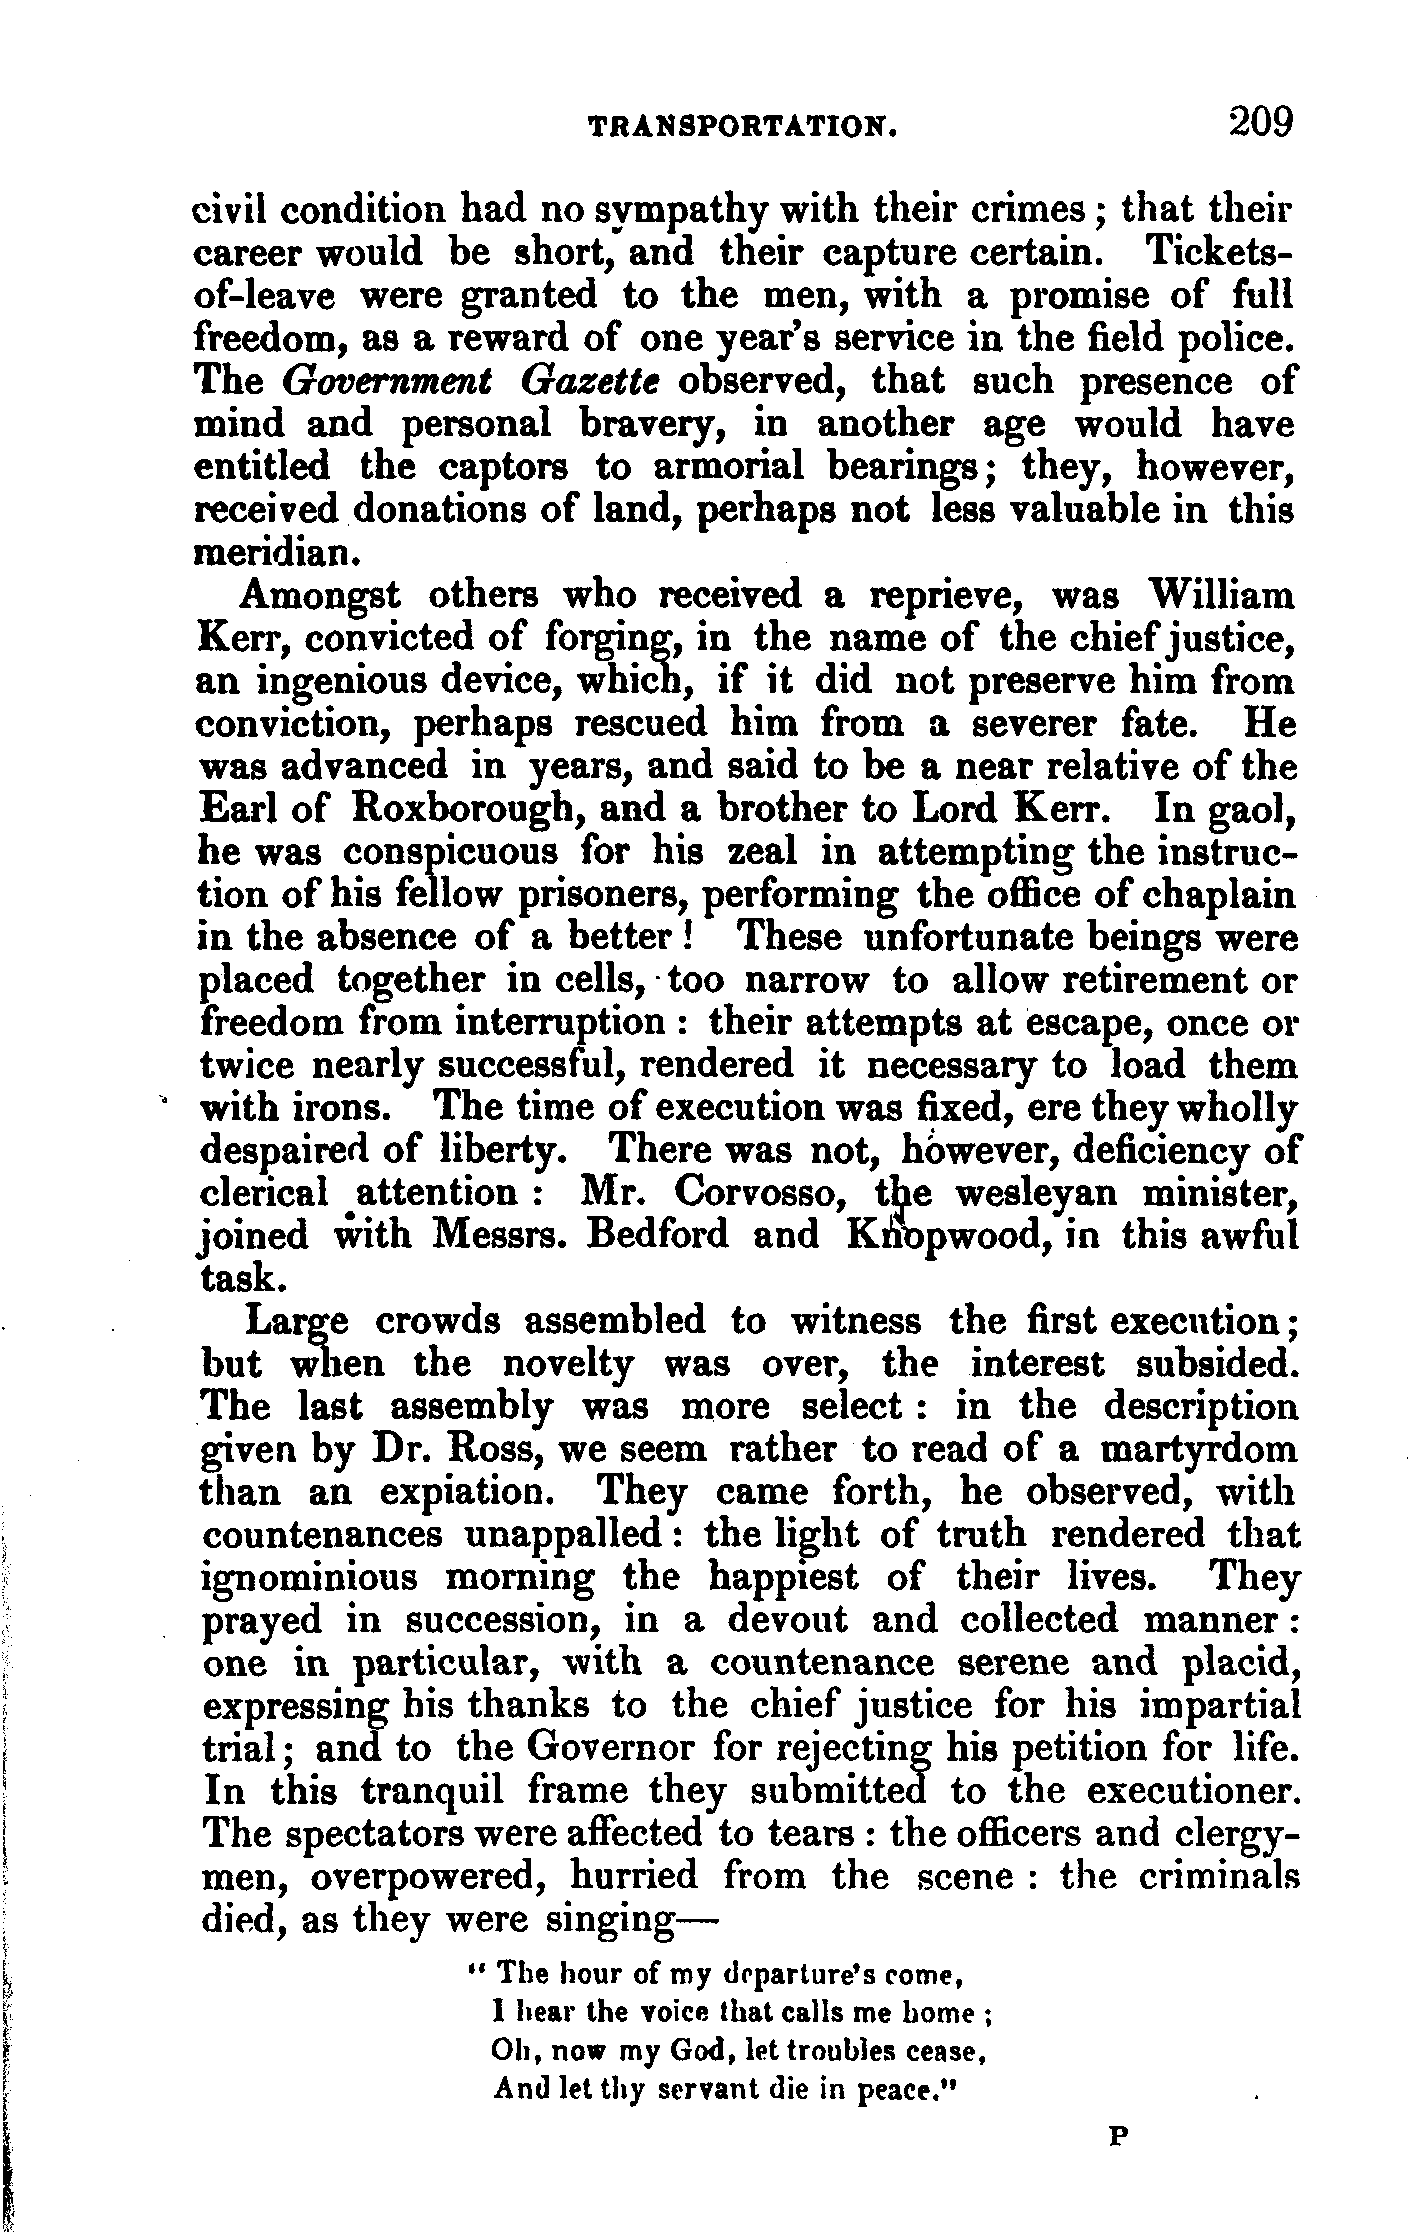 TRANSPORTATION. 209
civil condition had no sympathy with their crimes; that their
career would be short, and their capture certain. Tickets-
of-leave were granted to the men, with a promise of full
freedom, as a reward of one year's service in the field police.
The Government Gazette observed, that such presence of
mind and personal bravery, in another age would have
entitled the captors to armorial bearings; they, however,
received donations of land, perhaps not less valuable in this
meridian.
Amongst others who received a reprieve, was William
Kerr, convicted of forging, in the name of the chief justice,
an ingenious device, which, if it did not preserve him from
conviction, perhaps rescued him from a severer fate. He
was advanced in years, and said to be a near relative of the
Earl of Roxborough, and a brother to Lord Kerr. In gaol,
he was conspicuous for his zeal in attempting the instruc-
tion of his fellow prisoners, performing the office of chaplain
in the absence of a better! These unfortunate beings were
placed together in cells, too narrow to allow retirement or
freedom from interruption: their attempts at escape, once or
twice nearly successful, rendered it necessary to load them
with irons. The time of execution was fixed, ere they wholly
despaired of liberty. There was not, however, deficiency of
clerical attention: Mr. Corvosso, the wesleyan minister,
joined with Messrs. Bedford and Knopwood, in this awful
task.
Large crowds assembled to witness the first execution;
but when the novelty was over, the interest subsided.
The last assembly was more select: in the description
given by Dr. Ross, we seem rather to read of a martyrdom
than an expiation. They came forth, he observed, with
countenances unappalled: the light of truth rendered that
ignominious morning the happiest of their lives. They
prayed in succession, in a devout and collected manner:
one in particular, with a countenance serene and placid,
expressing his thanks to the chief justice for his impartial
trial; and to the Governor for rejecting his petition for life.
In this tranquil frame they submitted to the executioner.
The spectators were affected to tears: the officers and clergy-
men, overpowered, hurried from the scene: the criminals
died, as they were singing—
" The hour of my departure's come,
I hear the voice that calls me home;
Oh, now my God, let troubles cease,
And let thy servant die in peace."
P